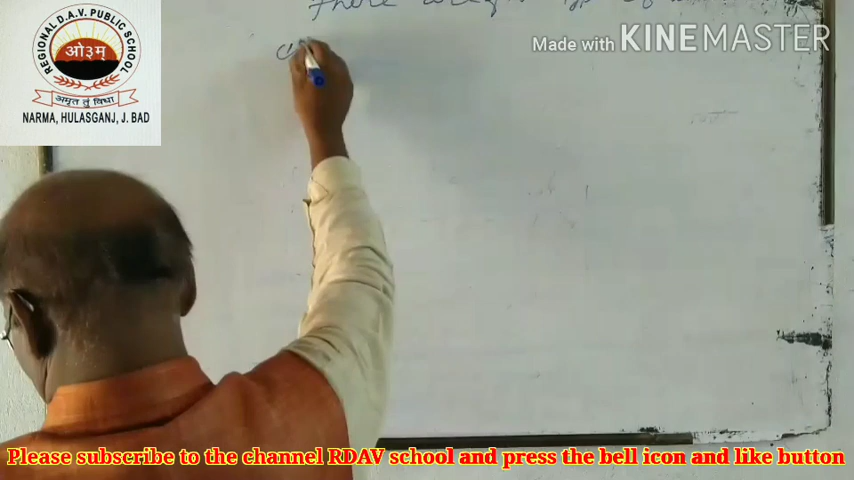 There
REGIONAL D.A.V. PUBLIC SCHOOL
ओ३म्
अमृत तुं विधा
NARMA, HULASGANJ, J. BAD
Made with KINEMASTER
Please subscribe to the channel RDAV school and press the bell icon and like button